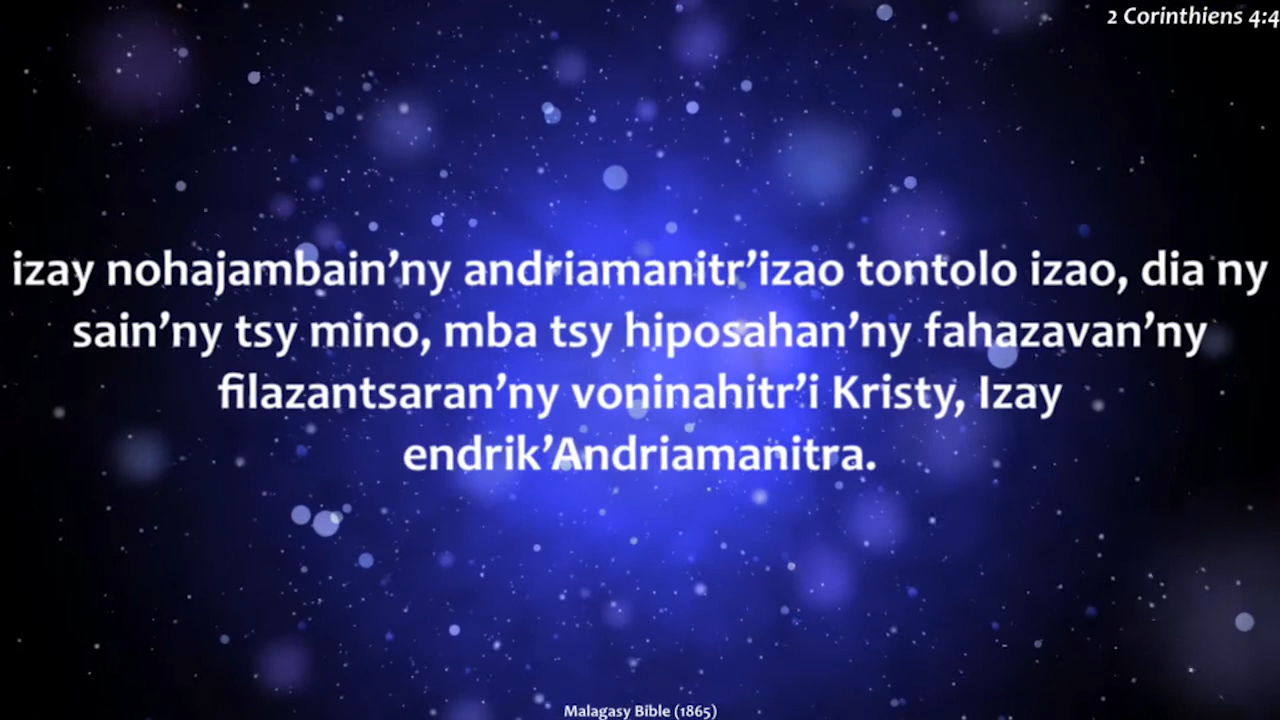 2 Corinthiens 4:4
izay nohajambain’ny andriamanitr’izao tontolo izao, dia ny
sain’ny tsy mino, mba tsy hiposahan’ny fahazavan’ny
filazantsaran’ny voninahitr’i Kristy, Izay
endrik’Andriamanitra.
Malagasy Bible (1865)